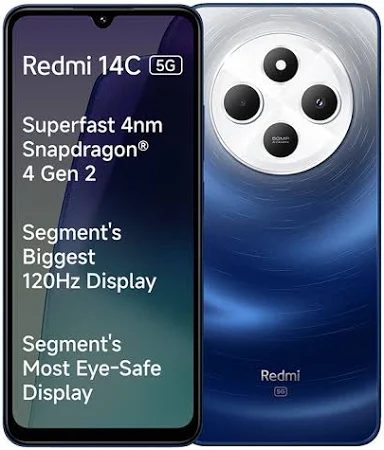 Redmi 14C 5G
Superfast 4nm
Snapdragon®
4 Gen 2
Segment's
Biggest
120Hz Display
Segment's
Most Eye-Safe
Display
50MP
Redmi
5G